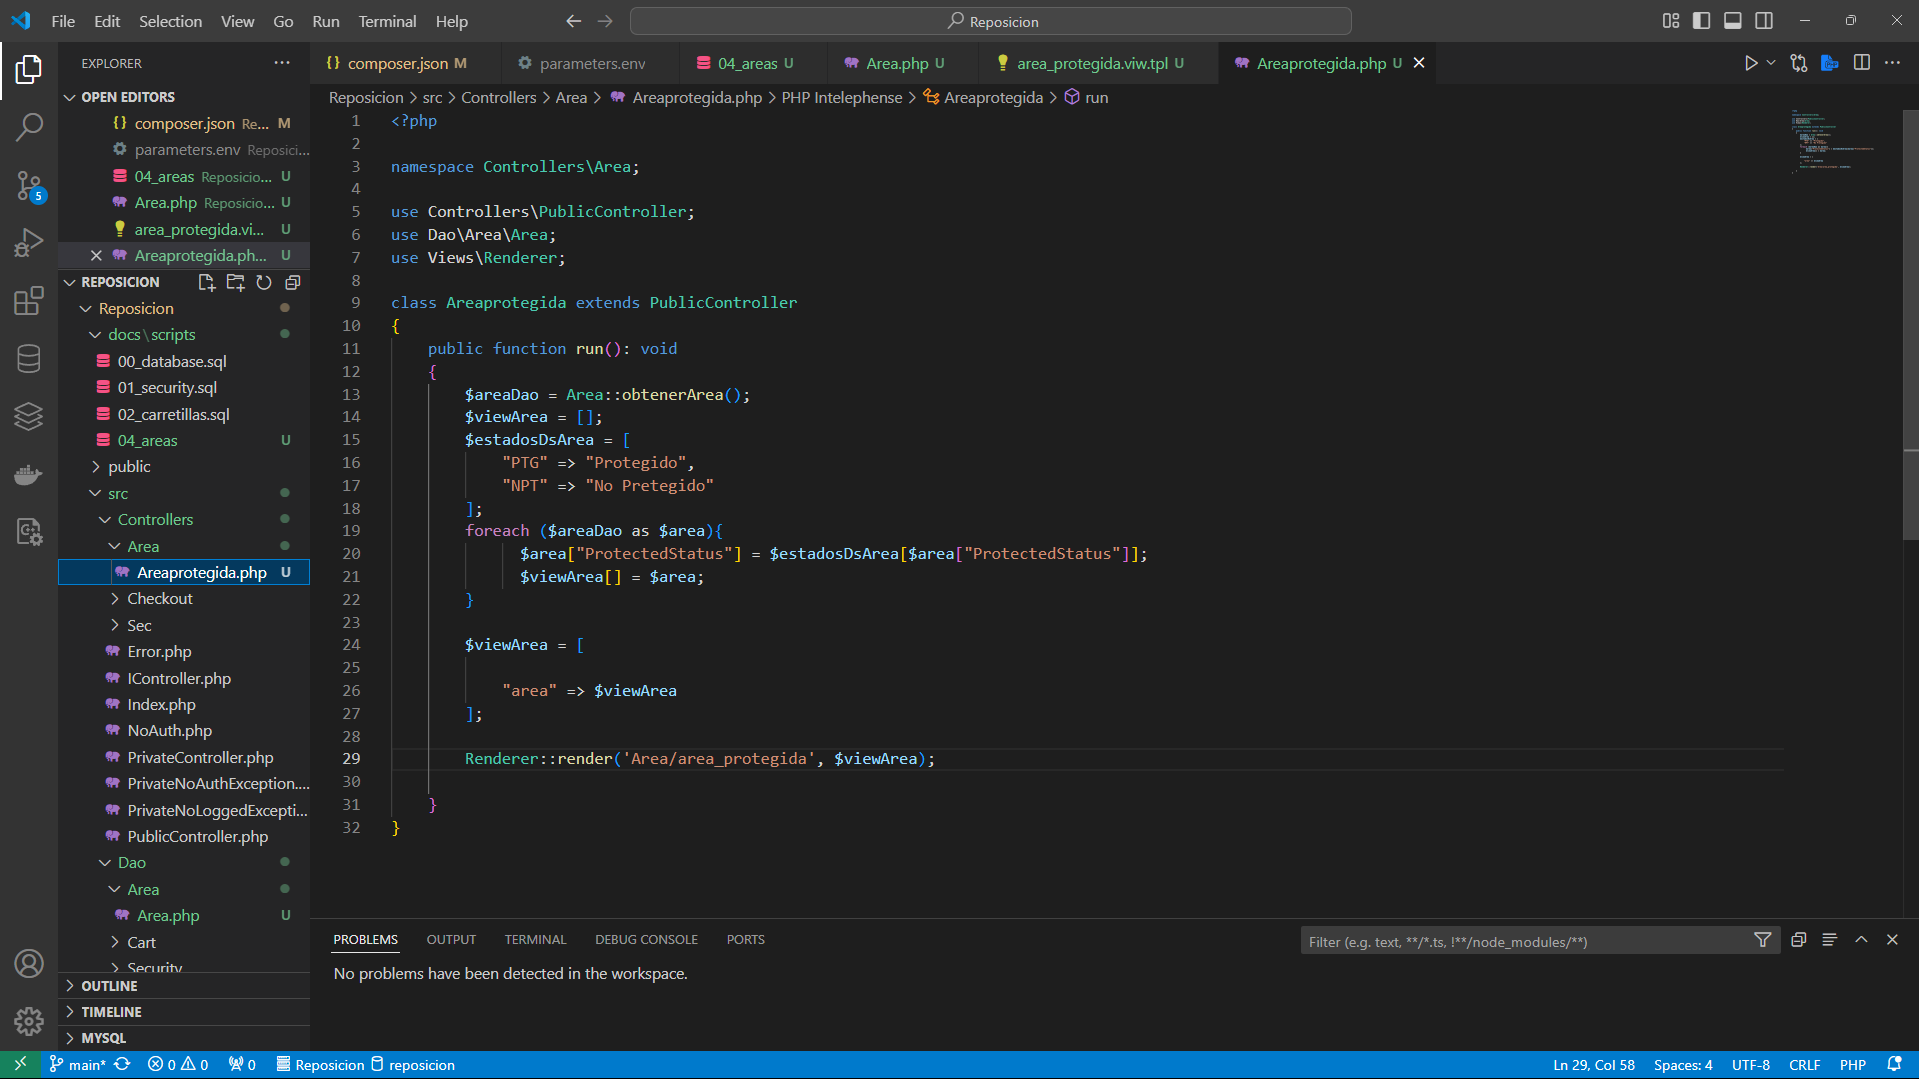 File Edit Selection View Go Run Terminal Help
Reposicion
EXPLORER
OPEN EDITORS
composer.json Re... M
parameters.env Reposici...
04_areas Reposicio... U
Area.php Reposicio... U
area_protegida.vi... U
Areaprotegida.ph... U
REPOSICION
Reposicion
docs\scripts
00_database.sql
01_security.sql
02_carretillas.sql
04_areas U
public
src
Controllers
Area
Areaprotegida.php U
Checkout
Sec
Error.php
IController.php
Index.php
NoAuth.php
PrivateController.php
PrivateNoAuthException....
PrivateNoLoggedExcepti...
PublicController.php
Dao
Area
Area.php U
Cart
Security
OUTLINE
TIMELINE
MYSQL
5
composer.json M
parameters.env
04_areas U
Area.php U
area_protegida.viw.tpl U
Areaprotegida.php U
Reposicion > src > Controllers > Area > Areaprotegida.php > PHP Intelephense > Areaprotegida > run
1 <?php
2
3 namespace Controllers\Area;
4
5 use Controllers\PublicController;
6 use Dao\Area\Area;
7 use Views\Renderer;
8
9 class Areaprotegida extends PublicController
10 {
11 public function run(): void
12 {
13 $areaDao = Area::obtenerArea();
14 $viewArea = [];
15 $estadosDsArea = [
16 "PTG" => "Protegido",
17 "NPT" => "No Pretegido"
18 ];
19 foreach ($areaDao as $area){
20 $area["ProtectedStatus"] = $estadosDsArea[$area["ProtectedStatus"]];
21 $viewArea[] = $area;
22 }
23
24 $viewArea = [
25
26 "area" => $viewArea
27 ];
28
29 Renderer::render('Area/area_protegida', $viewArea);
30
31 }
32 }
PROBLEMS OUTPUT TERMINAL DEBUG CONSOLE PORTS
Filter (e.g. text, **/*.ts, !**/node_modules/**)
No problems have been detected in the workspace.
main* 0 0 0 Reposicion reposicion
Ln 29, Col 58 Spaces: 4 UTF-8 CRLF PHP